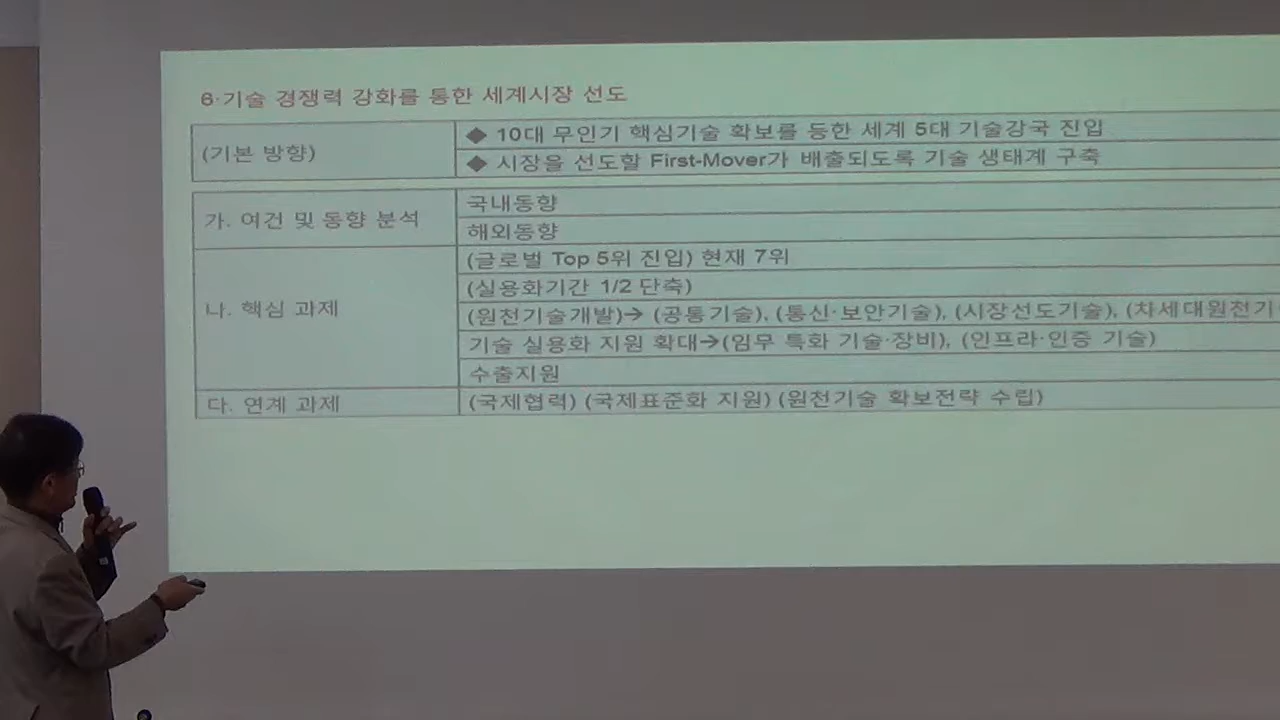 6·기술 경쟁력 강화를 통한 세계시장 선도
(기본 방향)
◆ 10대 무인기 핵심기술 확보를 등한 세계 5대 기술강국 진입
◆ 시장을 선도할 First-Mover가 배출되도록 기술 생태계 구축
가. 여건 및 동향 분석
국내동향
해외동향
나. 핵심 과제
(글로벌 Top 5위 진입) 현재 7위
(실용화기간 1/2 단축)
(원천기술개발)→ (공통기술), (통신·보안기술), (시장선도기술), (차세대원천기
기술 실용화 지원 확대→(임무 특화 기술·장비), (인프라·인증 기술)
수출지원
다. 연계 과제
(국제협력) (국제표준화 지원) (원천기술 확보전략 수립)